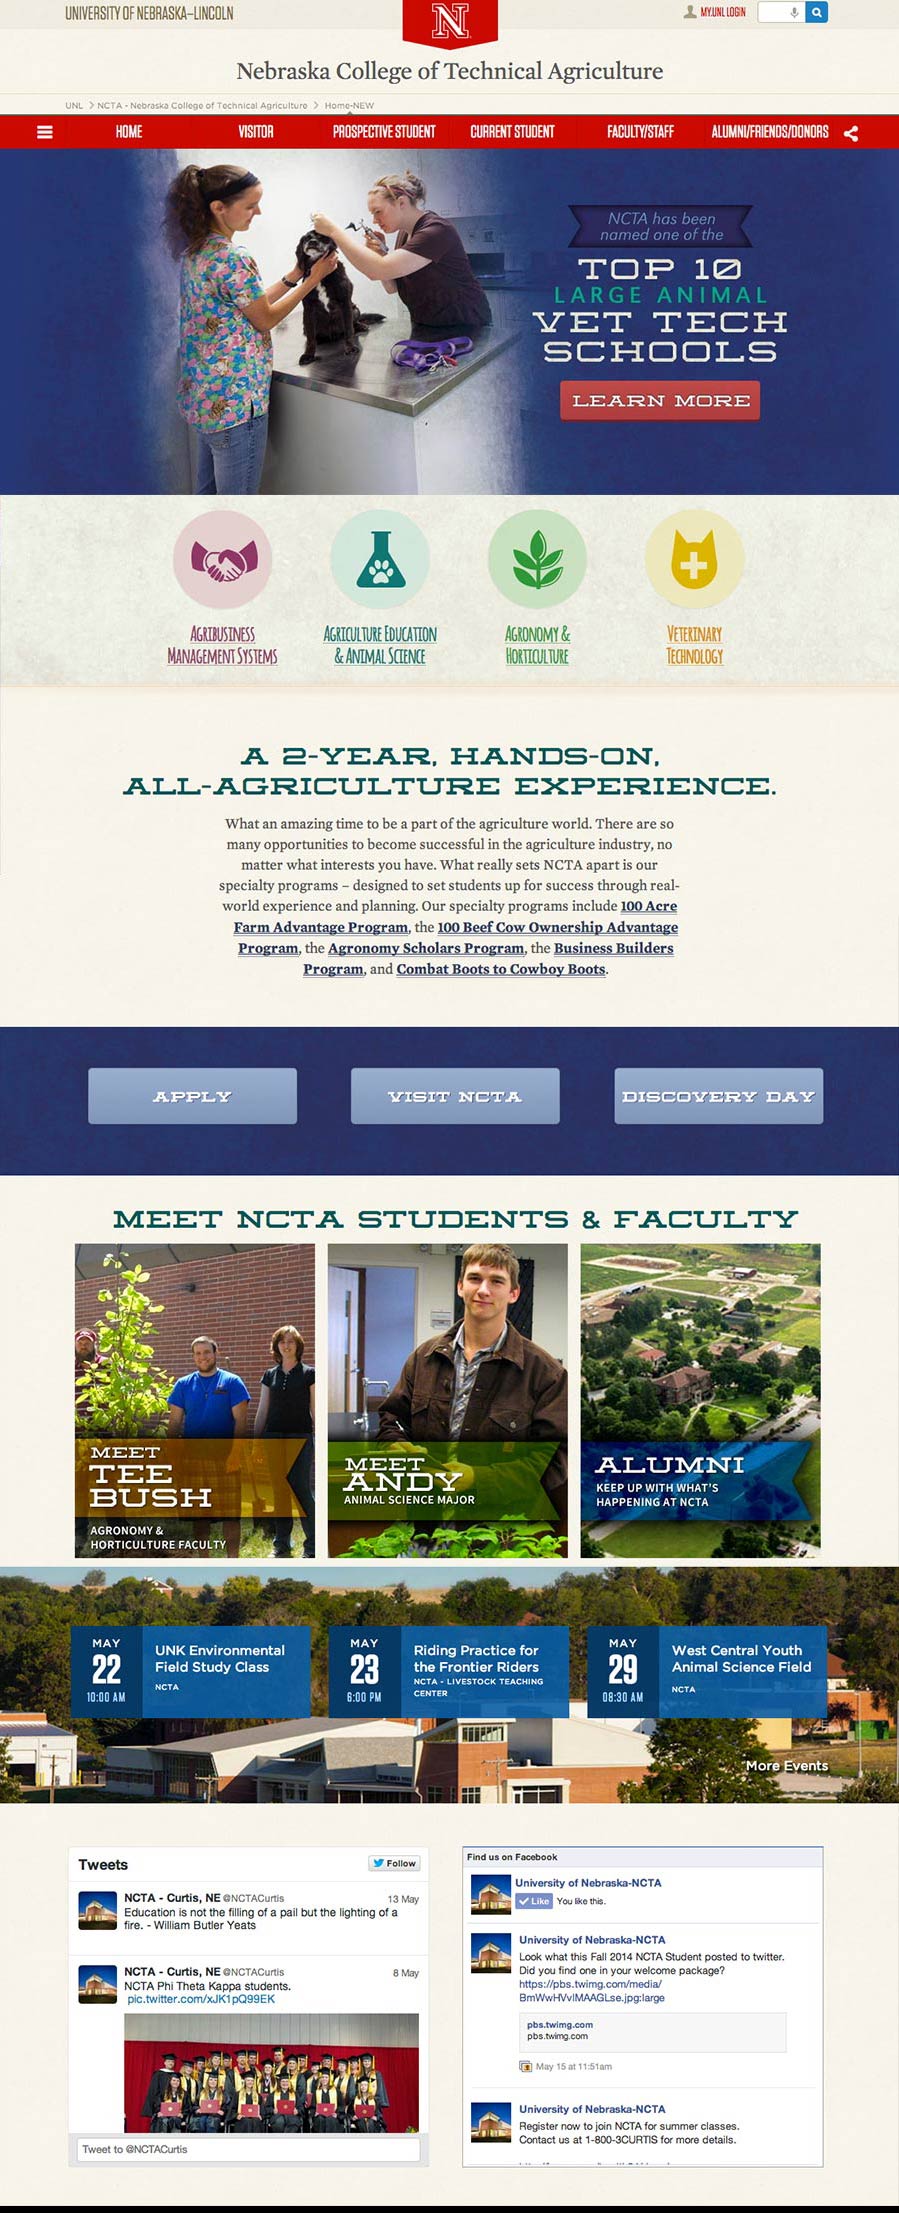 UNIVERSITY OF NEBRASKA–LINCOLN
N
MY.UNL LOGIN
Nebraska College of Technical Agriculture
UNL > NCTA - Nebraska College of Technical Agriculture > Home-NEW
HOME VISITOR PROSPECTIVE STUDENT CURRENT STUDENT FACULTY/STAFF ALUMNI/FRIENDS/DONORS
NCTA has been
named one of the
TOP 10
LARGE ANIMAL
VET TECH
SCHOOLS
LEARN MORE
AGRIBUSINESS
MANAGEMENT SYSTEMS
AGRICULTURE EDUCATION
& ANIMAL SCIENCE
AGRONOMY &
HORTICULTURE
VETERINARY
TECHNOLOGY
A 2-YEAR, HANDS-ON,
ALL-AGRICULTURE EXPERIENCE.
What an amazing time to be a part of the agriculture world. There are so
many opportunities to become successful in the agriculture industry, no
matter what interests you have. What really sets NCTA apart is our
specialty programs – designed to set students up for success through real-
world experience and planning. Our specialty programs include 100 Acre
Farm Advantage Program, the 100 Beef Cow Ownership Advantage
Program, the Agronomy Scholars Program, the Business Builders
Program, and Combat Boots to Cowboy Boots.
APPLY
VISIT NCTA
DISCOVERY DAY
MEET NCTA STUDENTS & FACULTY
MEET
TEE
BUSH
AGRONOMY &
HORTICULTURE FACULTY
MEET
ANDY
ANIMAL SCIENCE MAJOR
ALUMNI
KEEP UP WITH WHAT'S
HAPPENING AT NCTA
MAY
22
10:00 AM
UNK Environmental
Field Study Class
NCTA
MAY
23
6:00 PM
Riding Practice for
the Frontier Riders
NCTA - LIVESTOCK TEACHING
CENTER
MAY
29
08:30 AM
West Central Youth
Animal Science Field
NCTA
More Events
Tweets
Follow
NCTA - Curtis, NE @NCTACurtis 13 May
Education is not the filling of a pail but the lighting of a
fire. - William Butler Yeats
NCTA - Curtis, NE @NCTACurtis 8 May
NCTA Phi Theta Kappa students.
pic.twitter.com/xJK1pQ99EK
Tweet to @NCTACurtis
Find us on Facebook
University of Nebraska-NCTA
Like You like this.
University of Nebraska-NCTA
Look what this Fall 2014 NCTA Student posted to twitter.
Did you find one in your welcome package?
https://pbs.twimg.com/media/
BmWwHVvIMAAGLse.jpg:large
pbs.twimg.com
pbs.twimg.com
May 15 at 11:51am
University of Nebraska-NCTA
Register now to join NCTA for summer classes.
Contact us at 1-800-3CURTIS for more details.